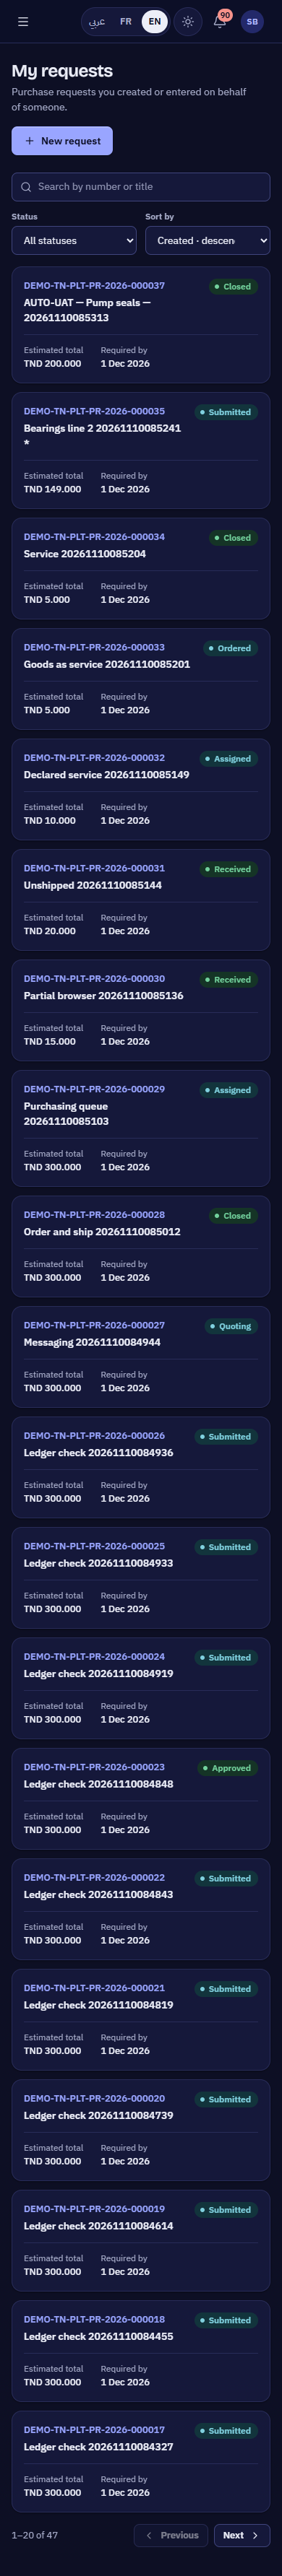 عربي FR EN 90 SB
My requests
Purchase requests you created or entered on behalf
of someone.
New request
Search by number or title
Status Sort by
All statuses Created · descen
DEMO-TN-PLT-PR-2026-000037 Closed
AUTO-UAT — Pump seals —
20261110085313
Estimated total Required by
TND 200.000 1 Dec 2026
DEMO-TN-PLT-PR-2026-000035 Submitted
Bearings line 2 20261110085241
*
Estimated total Required by
TND 149.000 1 Dec 2026
DEMO-TN-PLT-PR-2026-000034 Closed
Service 20261110085204
Estimated total Required by
TND 5.000 1 Dec 2026
DEMO-TN-PLT-PR-2026-000033 Ordered
Goods as service 20261110085201
Estimated total Required by
TND 5.000 1 Dec 2026
DEMO-TN-PLT-PR-2026-000032 Assigned
Declared service 20261110085149
Estimated total Required by
TND 10.000 1 Dec 2026
DEMO-TN-PLT-PR-2026-000031 Received
Unshipped 20261110085144
Estimated total Required by
TND 20.000 1 Dec 2026
DEMO-TN-PLT-PR-2026-000030 Received
Partial browser 20261110085136
Estimated total Required by
TND 15.000 1 Dec 2026
DEMO-TN-PLT-PR-2026-000029 Assigned
Purchasing queue
20261110085103
Estimated total Required by
TND 300.000 1 Dec 2026
DEMO-TN-PLT-PR-2026-000028 Closed
Order and ship 20261110085012
Estimated total Required by
TND 300.000 1 Dec 2026
DEMO-TN-PLT-PR-2026-000027 Quoting
Messaging 20261110084944
Estimated total Required by
TND 300.000 1 Dec 2026
DEMO-TN-PLT-PR-2026-000026 Submitted
Ledger check 20261110084936
Estimated total Required by
TND 300.000 1 Dec 2026
DEMO-TN-PLT-PR-2026-000025 Submitted
Ledger check 20261110084933
Estimated total Required by
TND 300.000 1 Dec 2026
DEMO-TN-PLT-PR-2026-000024 Submitted
Ledger check 20261110084919
Estimated total Required by
TND 300.000 1 Dec 2026
DEMO-TN-PLT-PR-2026-000023 Approved
Ledger check 20261110084848
Estimated total Required by
TND 300.000 1 Dec 2026
DEMO-TN-PLT-PR-2026-000022 Submitted
Ledger check 20261110084843
Estimated total Required by
TND 300.000 1 Dec 2026
DEMO-TN-PLT-PR-2026-000021 Submitted
Ledger check 20261110084819
Estimated total Required by
TND 300.000 1 Dec 2026
DEMO-TN-PLT-PR-2026-000020 Submitted
Ledger check 20261110084739
Estimated total Required by
TND 300.000 1 Dec 2026
DEMO-TN-PLT-PR-2026-000019 Submitted
Ledger check 20261110084614
Estimated total Required by
TND 300.000 1 Dec 2026
DEMO-TN-PLT-PR-2026-000018 Submitted
Ledger check 20261110084455
Estimated total Required by
TND 300.000 1 Dec 2026
DEMO-TN-PLT-PR-2026-000017 Submitted
Ledger check 20261110084327
Estimated total Required by
TND 300.000 1 Dec 2026
1–20 of 47 Previous Next